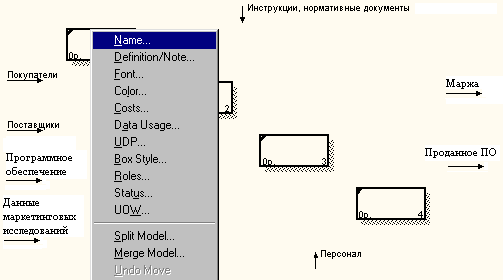 Инструкции, нормативные документы
0р.
Name...
Definition/Note...
Font...
Color...
Costs...
Data Usage...
UDP...
Box Style...
Roles...
Status...
UOW...
Split Model...
Merge Model...
Undo Move
Покупатели
Поставщики
Программное
обеспечение
Данные
маркетинговых
исследований
2
0р.
3
0р.
4
Маржа
Проданное ПО
Персонал